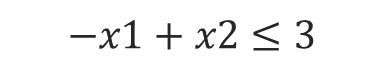 −x1 + x2 ≤ 3